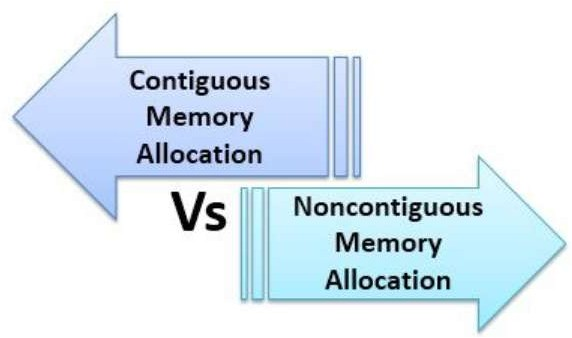 Contiguous
Memory
Allocation
Vs
Noncontiguous
Memory
Allocation